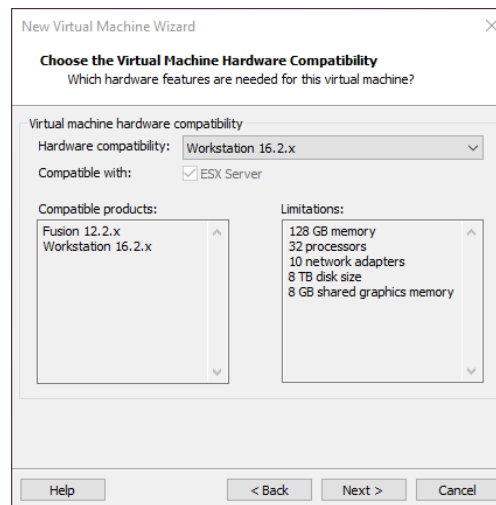 New Virtual Machine Wizard
Choose the Virtual Machine Hardware Compatibility
Which hardware features are needed for this virtual machine?
Virtual machine hardware compatibility
Hardware compatibility: Workstation 16.2.x
Compatible with: ESX Server
Compatible products:
Fusion 12.2.x
Workstation 16.2.x
Limitations:
128 GB memory
32 processors
10 network adapters
8 TB disk size
8 GB shared graphics memory
Help < Back Next > Cancel